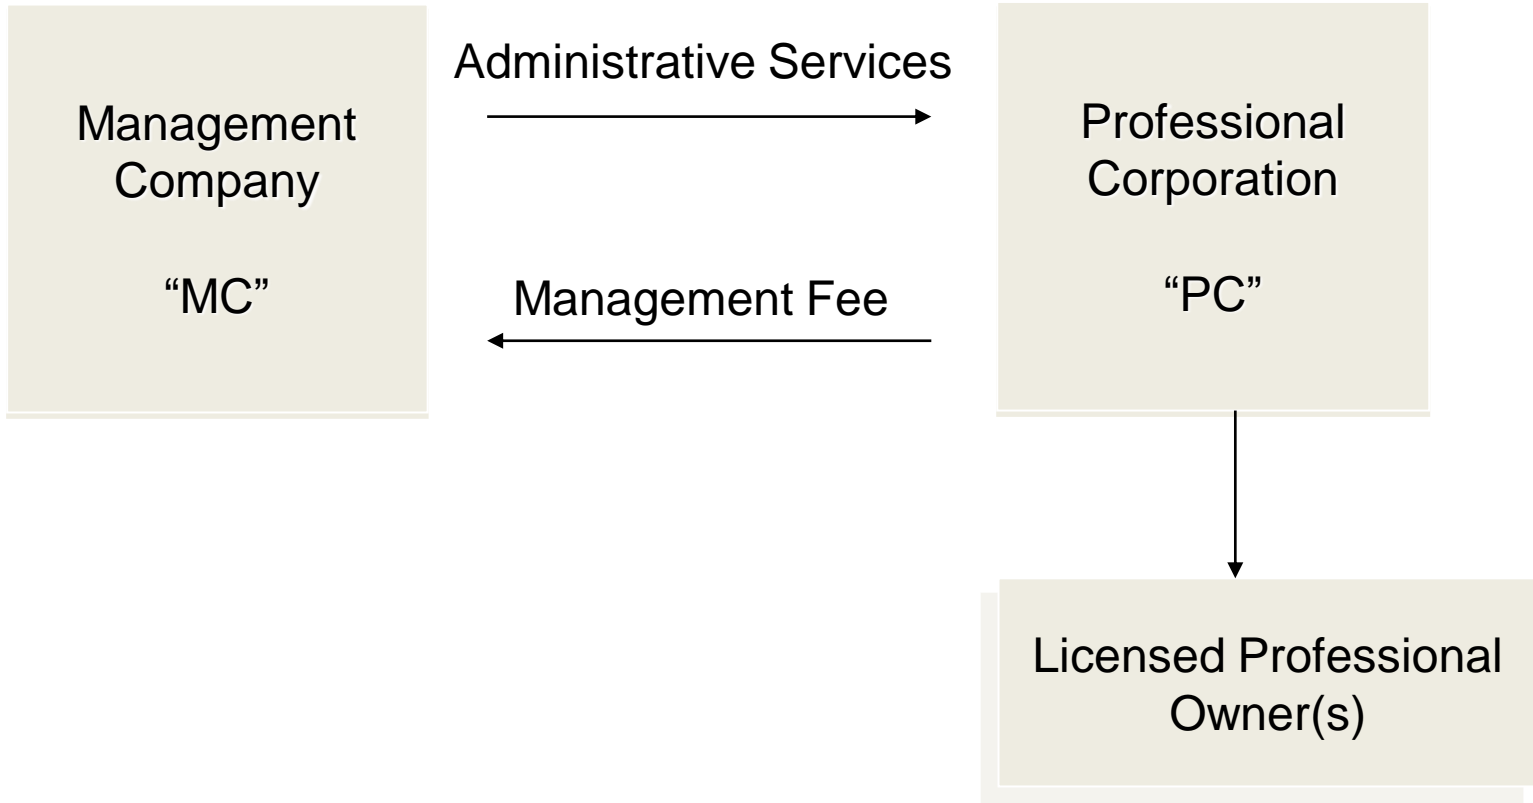 Management
Company
“MC”
Administrative Services
Management Fee
Professional
Corporation
“PC”
Licensed Professional
Owner(s)